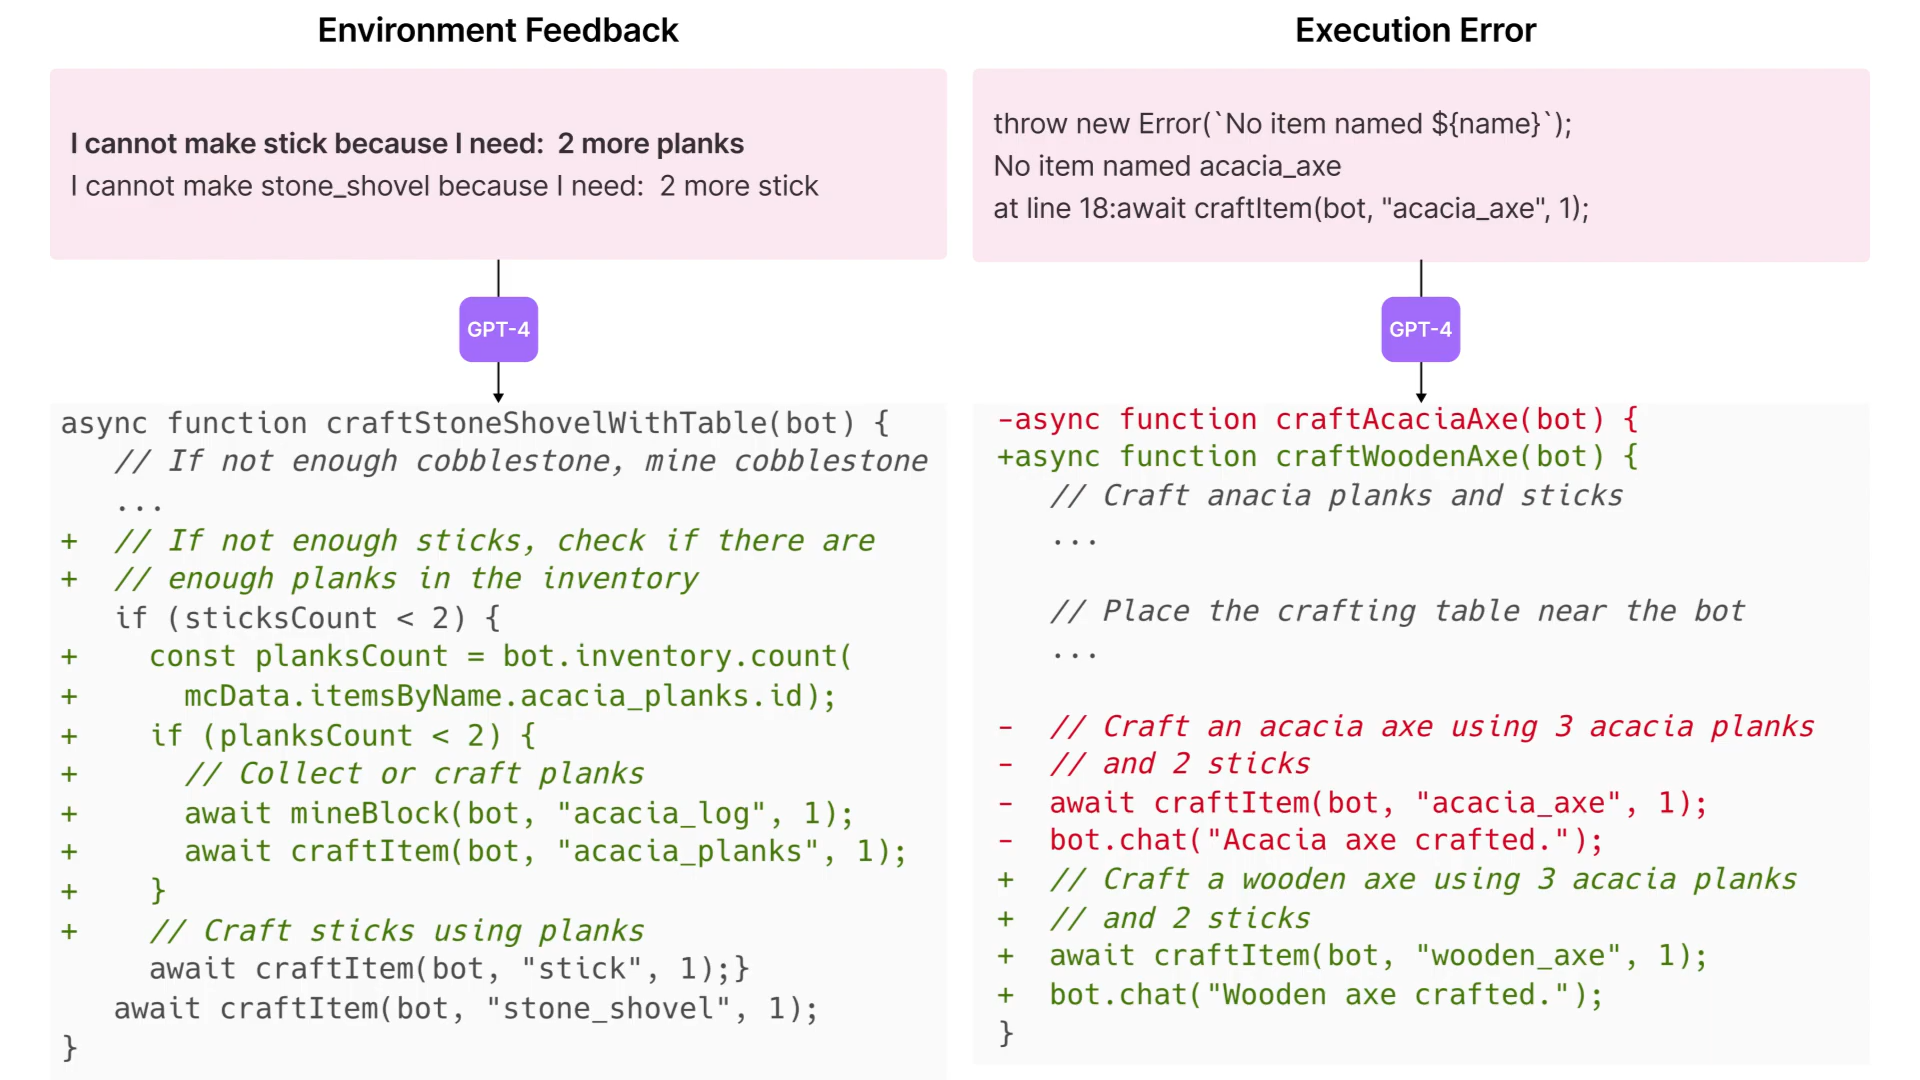 Environment Feedback
I cannot make stick because I need:  2 more planks
I cannot make stone_shovel because I need:  2 more stick
GPT-4
async function craftStoneShovelWithTable(bot) {
   // If not enough cobblestone, mine cobblestone
   ...
+  // If not enough sticks, check if there are
+  // enough planks in the inventory
   if (sticksCount < 2) {
+    const planksCount = bot.inventory.count(
+      mcData.itemsByName.acacia_planks.id);
+    if (planksCount < 2) {
+      // Collect or craft planks
+      await mineBlock(bot, "acacia_log", 1);
+      await craftItem(bot, "acacia_planks", 1);
+    }
+    // Craft sticks using planks
     await craftItem(bot, "stick", 1);}
   await craftItem(bot, "stone_shovel", 1);
}
Execution Error
throw new Error(`No item named ${name}`);
No item named acacia_axe
at line 18:await craftItem(bot, "acacia_axe", 1);
GPT-4
-async function craftAcaciaAxe(bot) {
+async function craftWoodenAxe(bot) {
   // Craft anacia planks and sticks
   ...
   // Place the crafting table near the bot
   ...
-  // Craft an acacia axe using 3 acacia planks
-  // and 2 sticks
-  await craftItem(bot, "acacia_axe", 1);
-  bot.chat("Acacia axe crafted.");
+  // Craft a wooden axe using 3 acacia planks
+  // and 2 sticks
+  await craftItem(bot, "wooden_axe", 1);
+  bot.chat("Wooden axe crafted.");
}